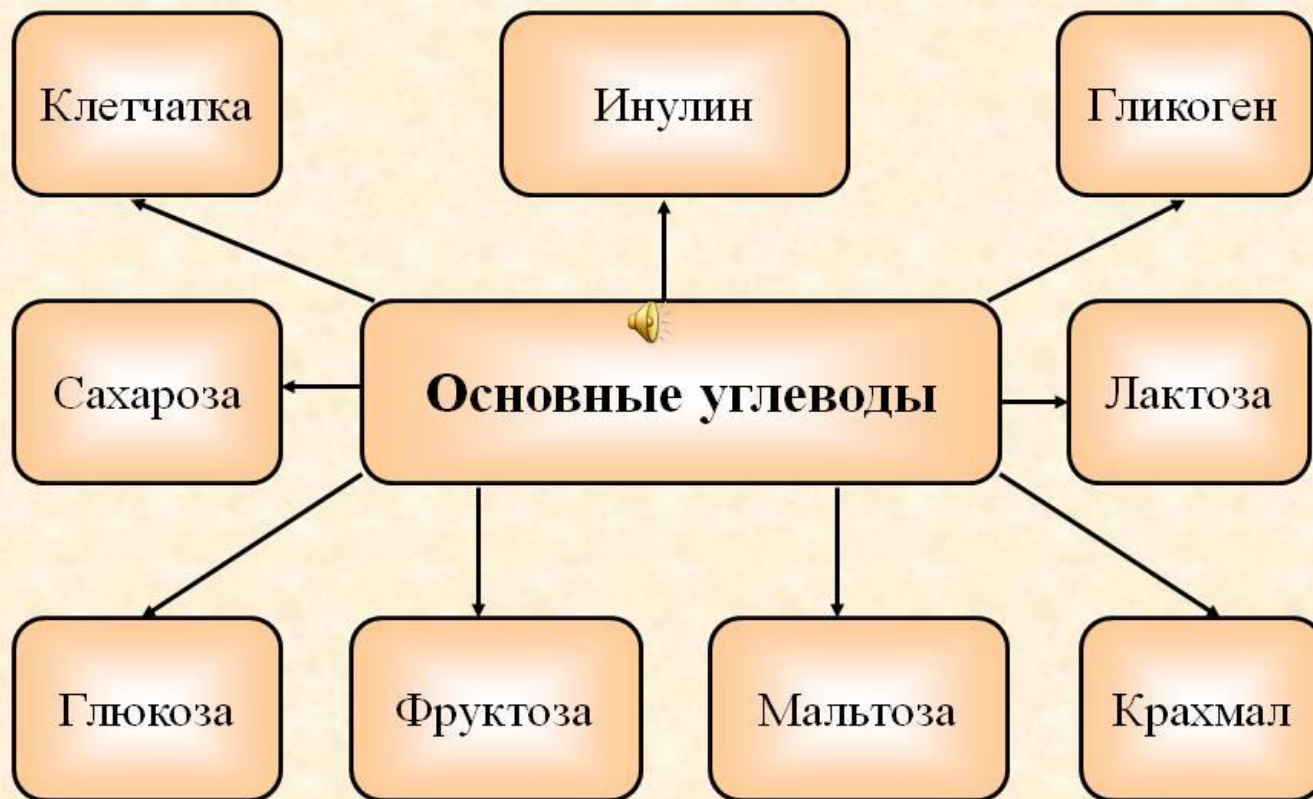 Клетчатка
Инулин
Гликоген
Сахароза
Основные углеводы
Лактоза
Глюкоза
Фруктоза
Мальтоза
Крахмал